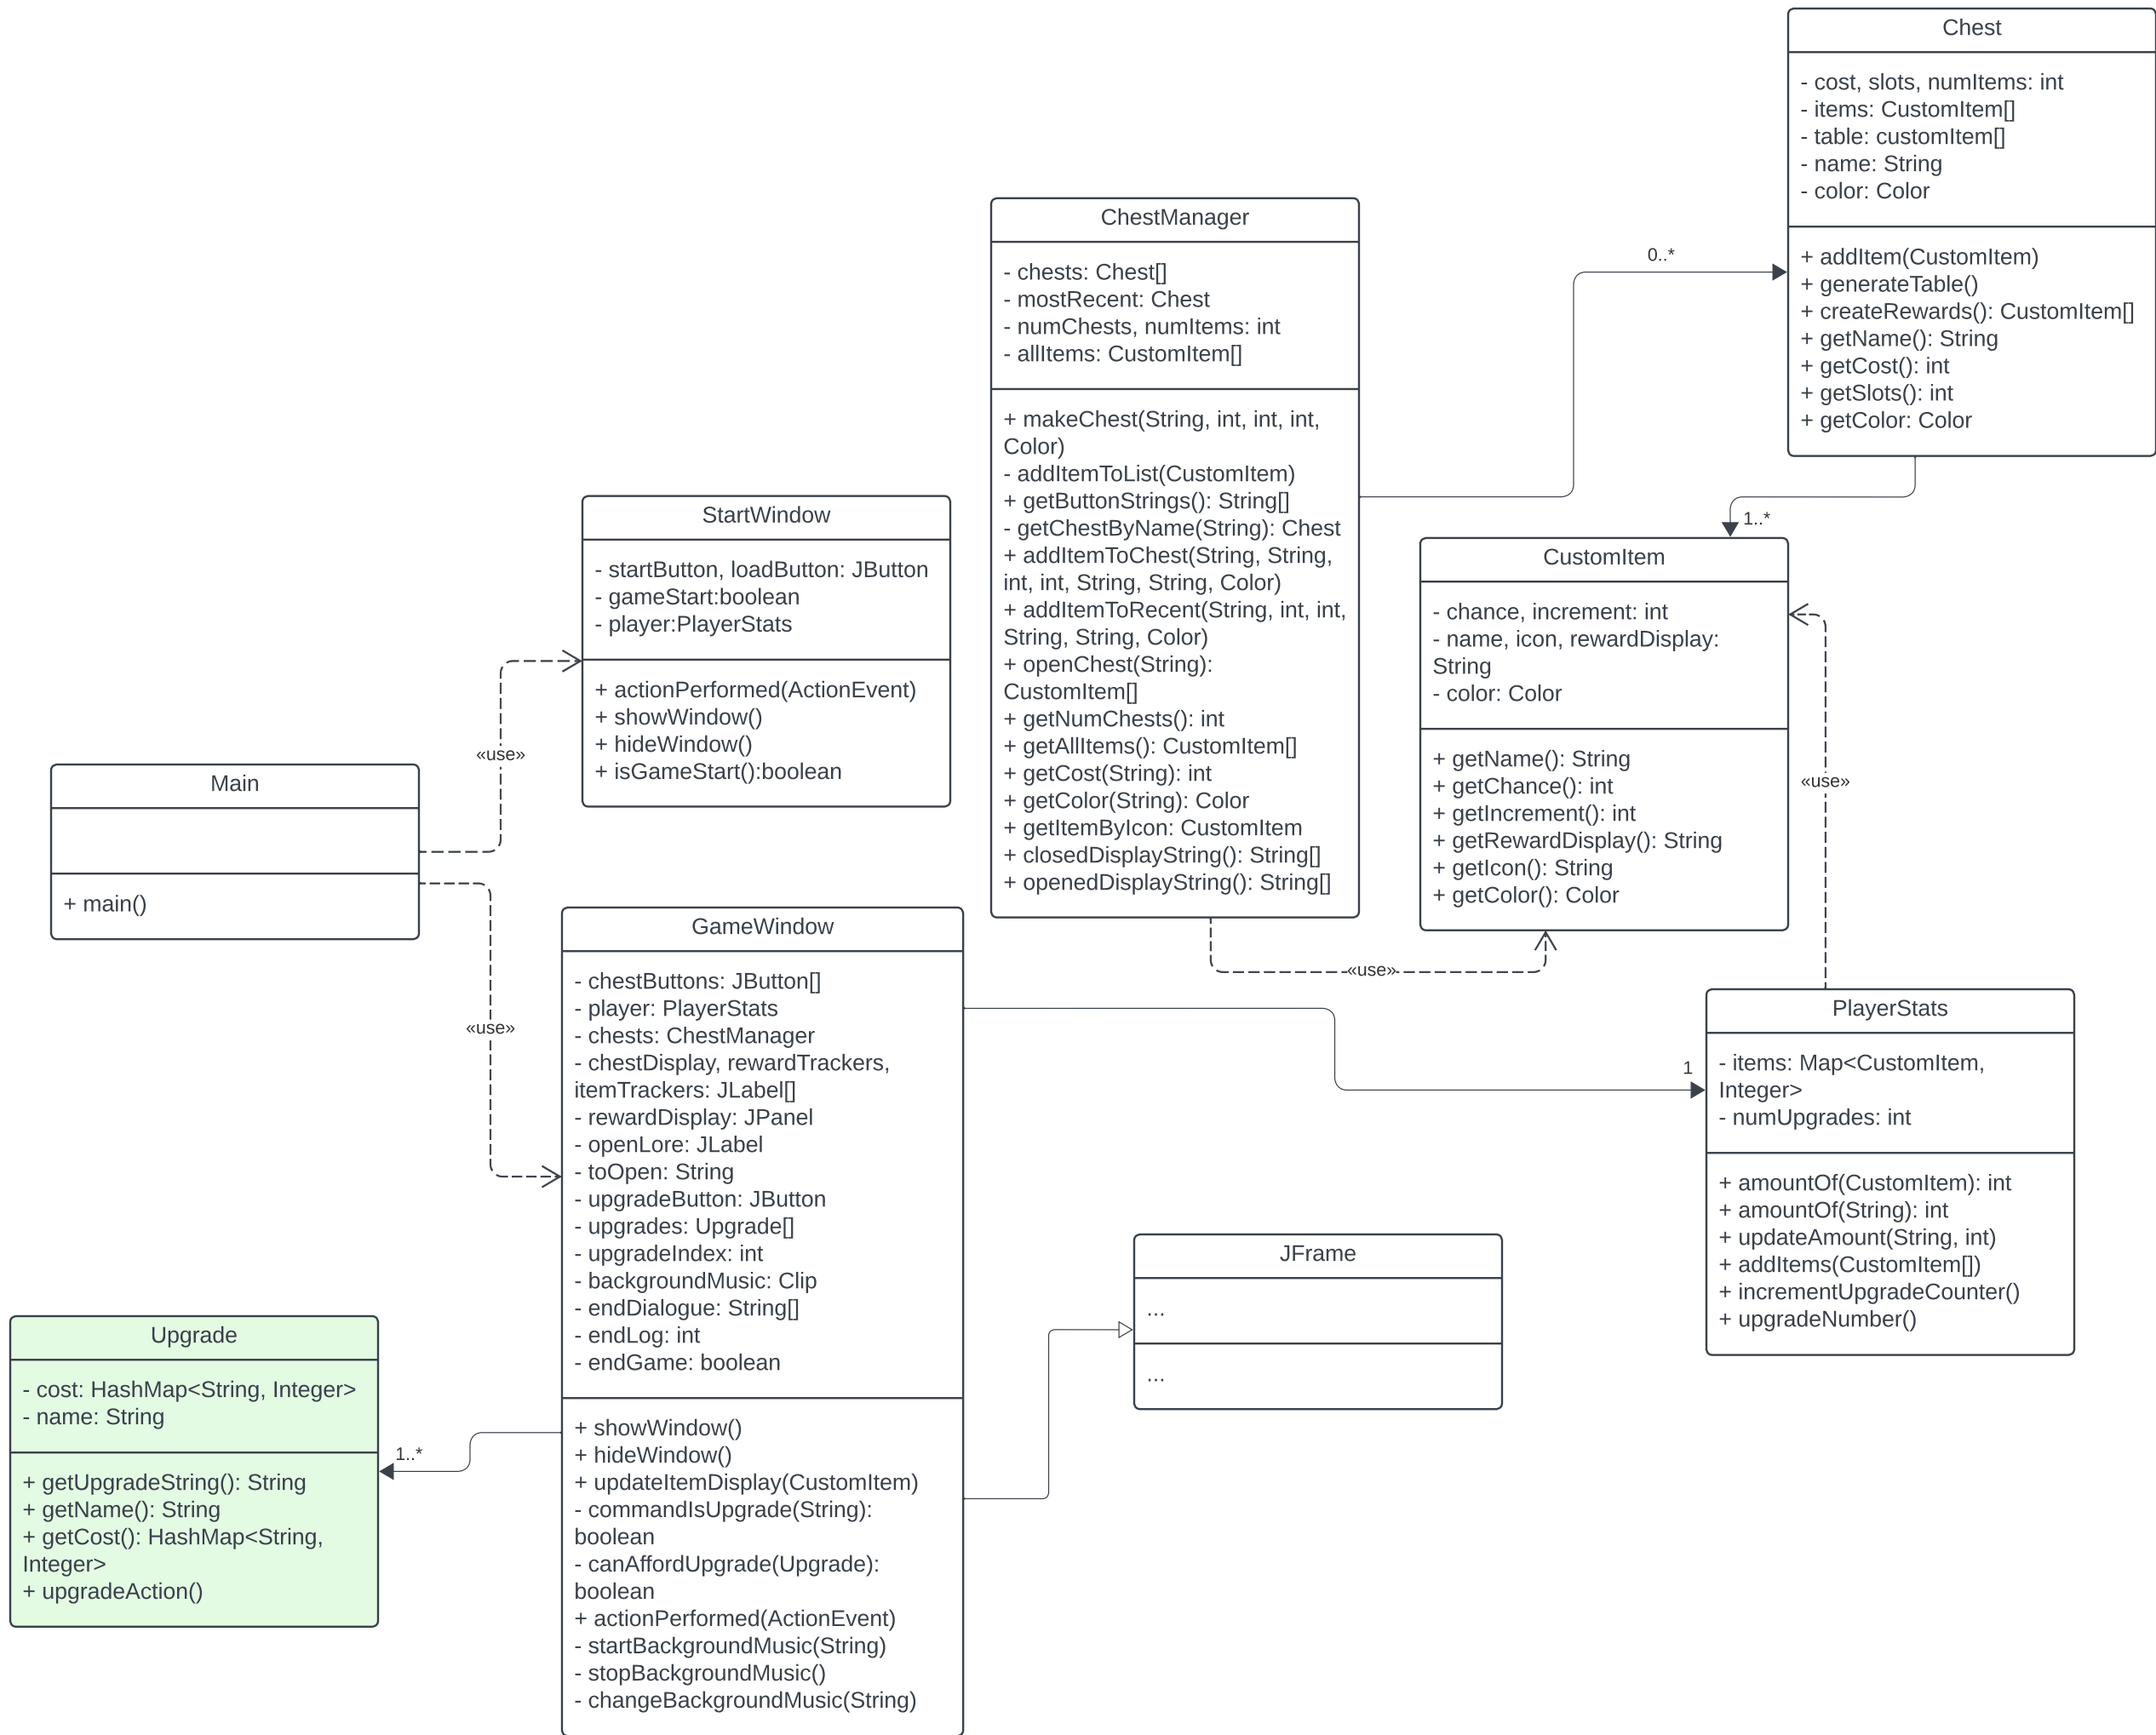 Chest
- cost, slots, numItems: int
- items: CustomItem[]
- table: customItem[]
- name: String
- color: Color
+ addItem(CustomItem)
+ generateTable()
+ createRewards(): CustomItem[]
+ getName(): String
+ getCost(): int
+ getSlots(): int
+ getColor: Color
ChestManager
- chests: Chest[]
- mostRecent: Chest
- numChests, numItems: int
- allItems: CustomItem[]
+ makeChest(String, int, int, int,
Color)
- addItemToList(CustomItem)
+ getButtonStrings(): String[]
- getChestByName(String): Chest
+ addItemToChest(String, String,
int, int, String, String, Color)
+ addItemToRecent(String, int, int,
String, String, Color)
+ openChest(String):
CustomItem[]
+ getNumChests(): int
+ getAllItems(): CustomItem[]
+ getCost(String): int
+ getColor(String): Color
+ getItemByIcon: CustomItem
+ closedDisplayString(): String[]
+ openedDisplayString(): String[]
0..*
1..*
StartWindow
- startButton, loadButton: JButton
- gameStart:boolean
- player:PlayerStats
+ actionPerformed(ActionEvent)
+ showWindow()
+ hideWindow()
+ isGameStart():boolean
CustomItem
- chance, increment: int
- name, icon, rewardDisplay:
String
- color: Color
+ getName(): String
+ getChance(): int
+ getIncrement(): int
+ getRewardDisplay(): String
+ getIcon(): String
+ getColor(): Color
«use»
«use»
Main
+ main()
«use»
«use»
GameWindow
- chestButtons: JButton[]
- player: PlayerStats
- chests: ChestManager
- chestDisplay, rewardTrackers,
itemTrackers: JLabel[]
- rewardDisplay: JPanel
- openLore: JLabel
- toOpen: String
- upgradeButton: JButton
- upgrades: Upgrade[]
- upgradeIndex: int
- backgroundMusic: Clip
- endDialogue: String[]
- endLog: int
- endGame: boolean
+ showWindow()
+ hideWindow()
+ updateItemDisplay(CustomItem)
- commandIsUpgrade(String):
boolean
- canAffordUpgrade(Upgrade):
boolean
+ actionPerformed(ActionEvent)
- startBackgroundMusic(String)
- stopBackgroundMusic()
- changeBackgroundMusic(String)
1
PlayerStats
- items: Map<CustomItem,
Integer>
- numUpgrades: int
+ amountOf(CustomItem): int
+ amountOf(String): int
+ updateAmount(String, int)
+ addItems(CustomItem[])
+ incrementUpgradeCounter()
+ upgradeNumber()
JFrame
...
...
Upgrade
- cost: HashMap<String, Integer>
- name: String
+ getUpgradeString(): String
+ getName(): String
+ getCost(): HashMap<String,
Integer>
+ upgradeAction()
1..*